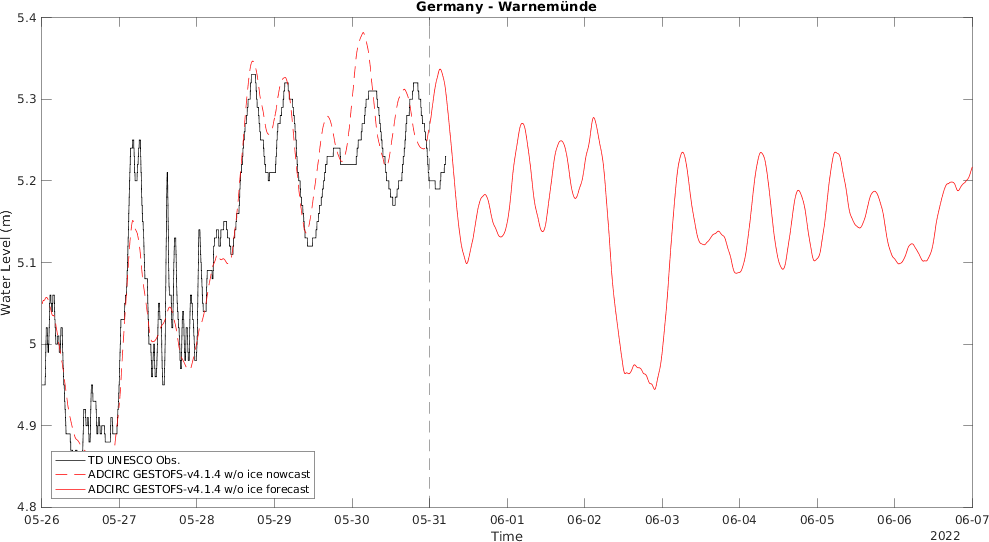 Germany - Warnemünde
5.4
5.3
5.2
5.1
5
4.9
4.8
Water Level (m)
TD UNESCO Obs.
ADCIRC GESTOFS-v4.1.4 w/o ice nowcast
ADCIRC GESTOFS-v4.1.4 w/o ice forecast
05-26 05-27 05-28 05-29 05-30 05-31 06-01 06-02 06-03 06-04 06-05 06-06 06-07
Time
2022